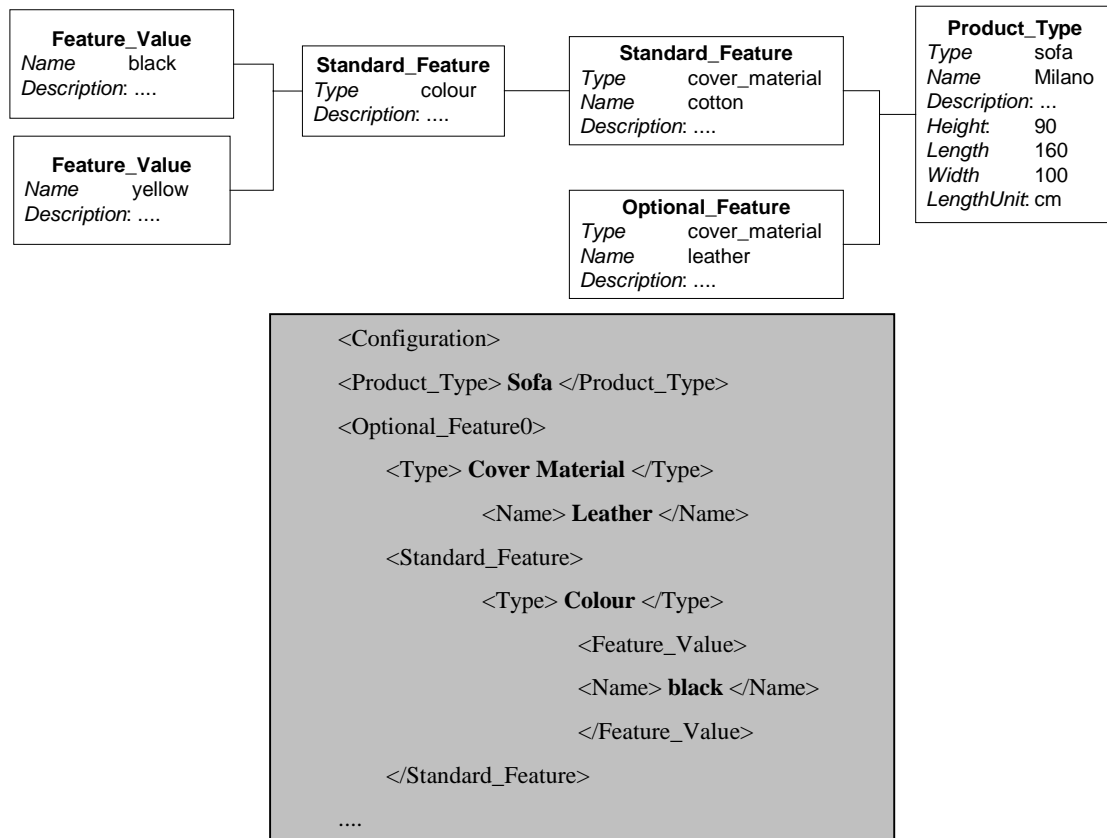 Feature_Value
Name black
Description: ....
Feature_Value
Name yellow
Description: ....
Standard_Feature
Type colour
Description: ....
Standard_Feature
Type cover_material
Name cotton
Description: ....
Optional_Feature
Type cover_material
Name leather
Description: ....
Product_Type
Type sofa
Name Milano
Description: ...
Height: 90
Length 160
Width 100
LengthUnit: cm
<Configuration>
<Product_Type> Sofa </Product_Type>
<Optional_Feature0>
<Type> Cover Material </Type>
<Name> Leather </Name>
<Standard_Feature>
<Type> Colour </Type>
<Feature_Value>
<Name> black </Name>
</Feature_Value>
</Standard_Feature>
....